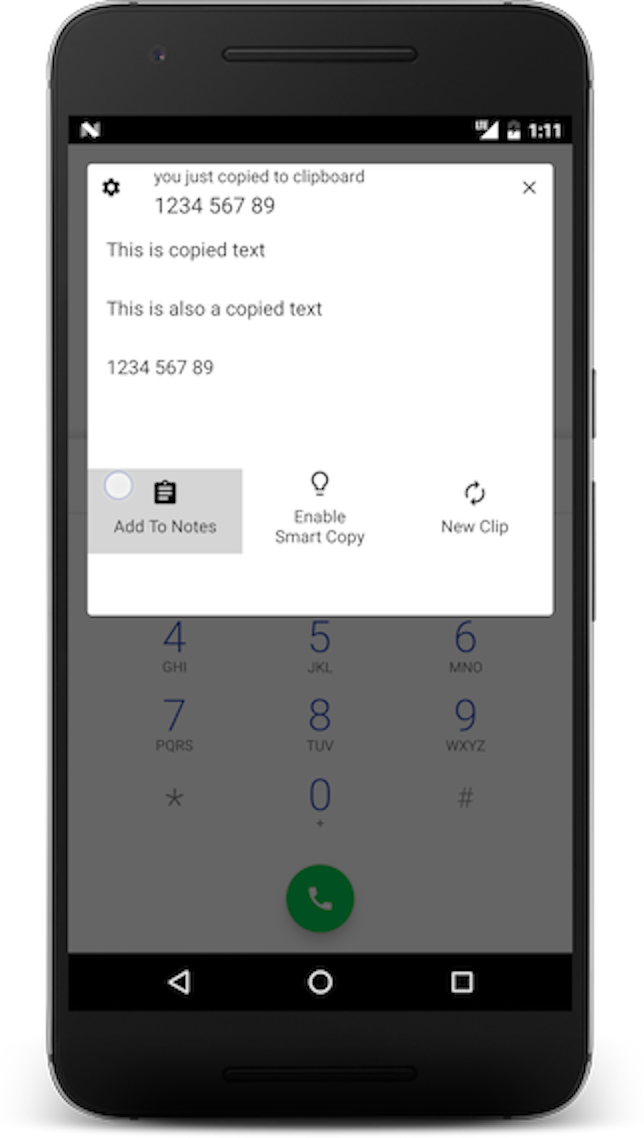 LTE 1:11
you just copied to clipboard
1234 567 89
This is copied text
This is also a copied text
1234 567 89
Add To Notes
Enable
Smart Copy
New Clip
4 5 6
GHI JKL MNO
7 8 9
PQRS TUV WXYZ
* 0 #
+